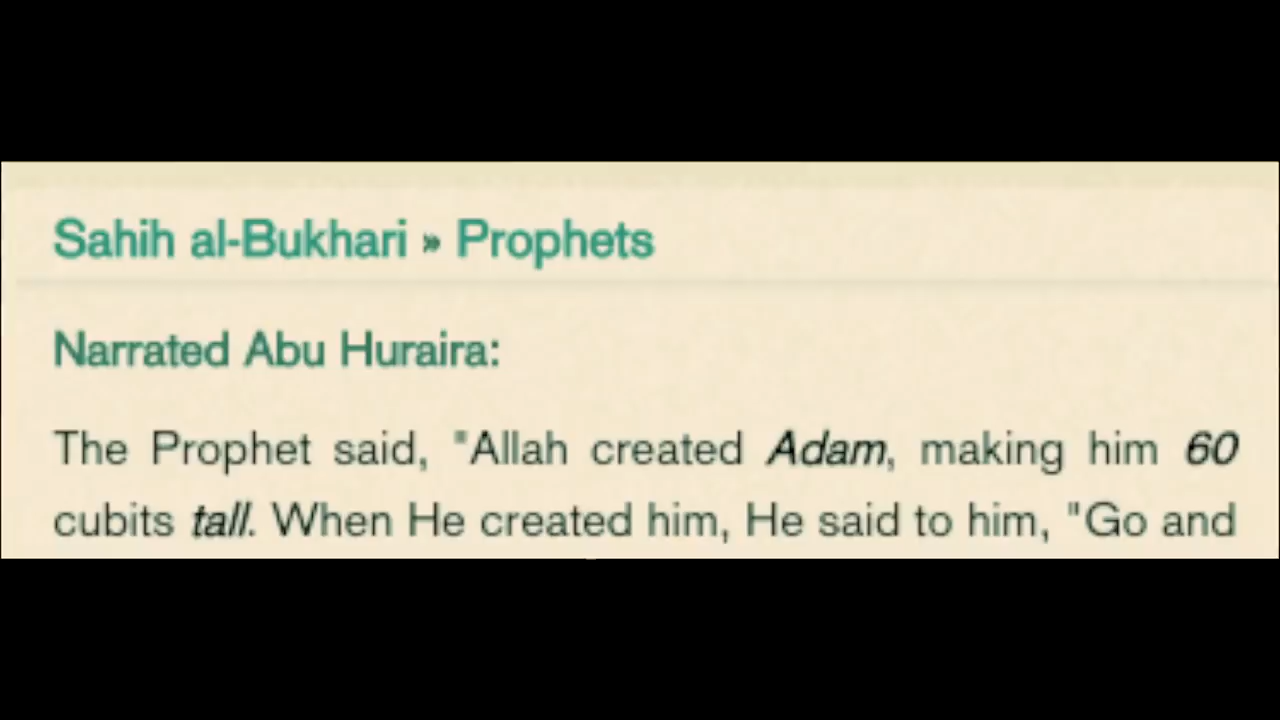 Sahih al-Bukhari » Prophets
Narrated Abu Huraira:
The Prophet said, "Allah created Adam, making him 60
cubits tall. When He created him, He said to him, "Go and